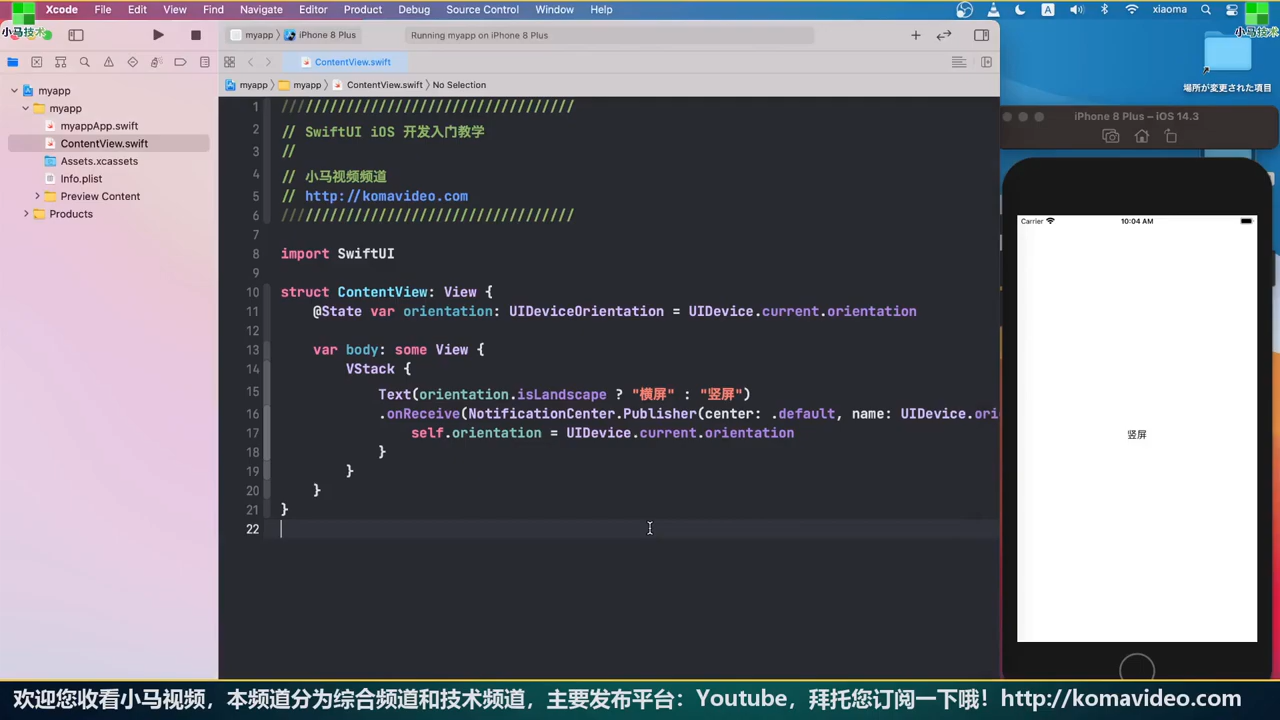 Xcode File Edit View Find Navigate Editor Product Debug Source Control Window Help
xiaoma
小马技术
小马技术
myapp iPhone 8 Plus
Running myapp on iPhone 8 Plus
ContentView.swift
myapp myapp ContentView.swift No Selection
myapp
myapp
myappApp.swift
ContentView.swift
Assets.xcassets
Info.plist
Preview Content
Products
1 ////////////////////////////////////
2 // SwiftUI iOS 开发入门教学
3 //
4 // 小马视频频道
5 // http://komavideo.com
6 ////////////////////////////////////
7
8 import SwiftUI
9
10 struct ContentView: View {
11 @State var orientation: UIDeviceOrientation = UIDevice.current.orientation
12
13 var body: some View {
14 VStack {
15 Text(orientation.isLandscape ? "横屏" : "竖屏")
16 .onReceive(NotificationCenter.Publisher(center: .default, name: UIDevice.ori
17 self.orientation = UIDevice.current.orientation
18 }
19 }
20 }
21 }
22
場所が変更された項目
iPhone 8 Plus – iOS 14.3
Carrier 10:04 AM
竖屏
欢迎您收看小马视频，本频道分为综合频道和技术频道，主要发布平台：Youtube，拜托您订阅一下哦！http://komavideo.com